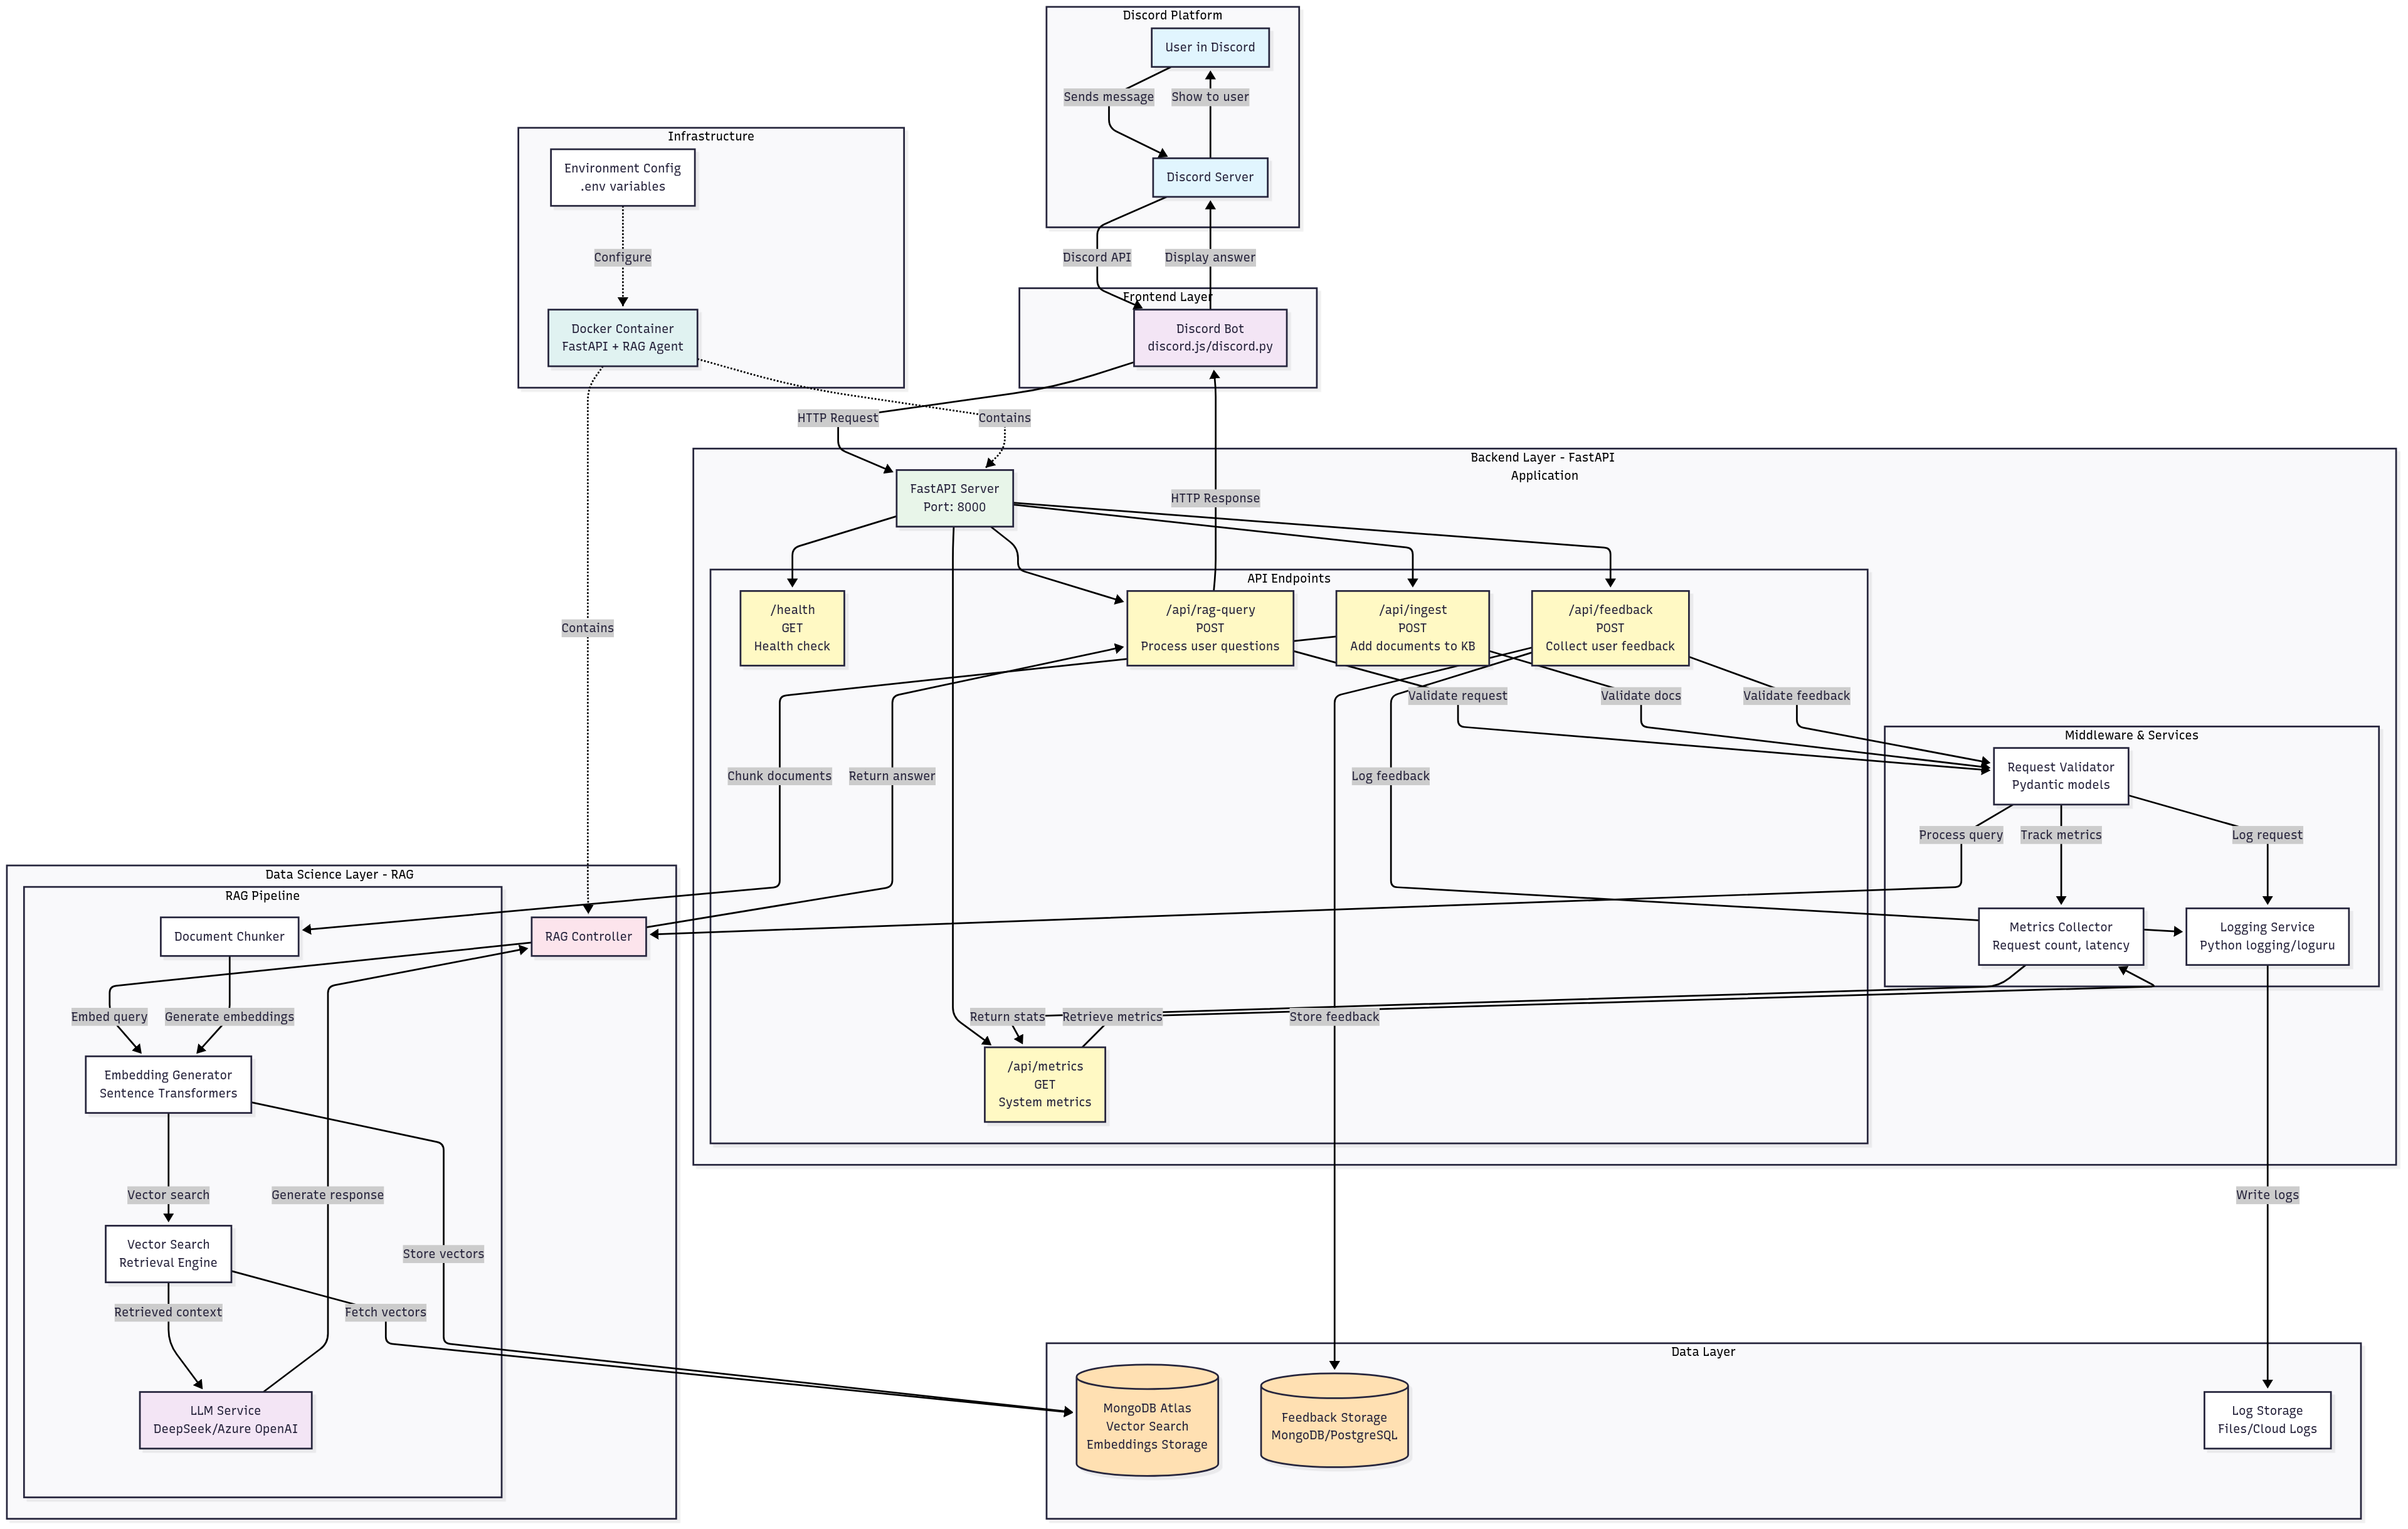 Discord Platform
User in Discord
Sends message
Show to user
Discord Server
Infrastructure
Environment Config
.env variables
Configure
Docker Container
FastAPI + RAG Agent
Discord API
Display answer
Frontend Layer
Discord Bot
discord.js/discord.py
HTTP Request
Contains
Backend Layer - FastAPI
Application
FastAPI Server
Port: 8000
HTTP Response
API Endpoints
/health
GET
Health check
/api/rag-query
POST
Process user questions
/api/ingest
POST
Add documents to KB
/api/feedback
POST
Collect user feedback
Contains
Validate request
Validate docs
Validate feedback
Middleware & Services
Request Validator
Pydantic models
Chunk documents
Return answer
Log feedback
Process query
Track metrics
Log request
Data Science Layer - RAG
RAG Pipeline
Document Chunker
RAG Controller
Metrics Collector
Request count, latency
Logging Service
Python logging/loguru
Embed query
Generate embeddings
Return stats
Retrieve metrics
Store feedback
Embedding Generator
Sentence Transformers
/api/metrics
GET
System metrics
Vector search
Generate response
Write logs
Vector Search
Retrieval Engine
Store vectors
Retrieved context
Fetch vectors
Data Layer
LLM Service
DeepSeek/Azure OpenAI
MongoDB Atlas
Vector Search
Embeddings Storage
Feedback Storage
MongoDB/PostgreSQL
Log Storage
Files/Cloud Logs